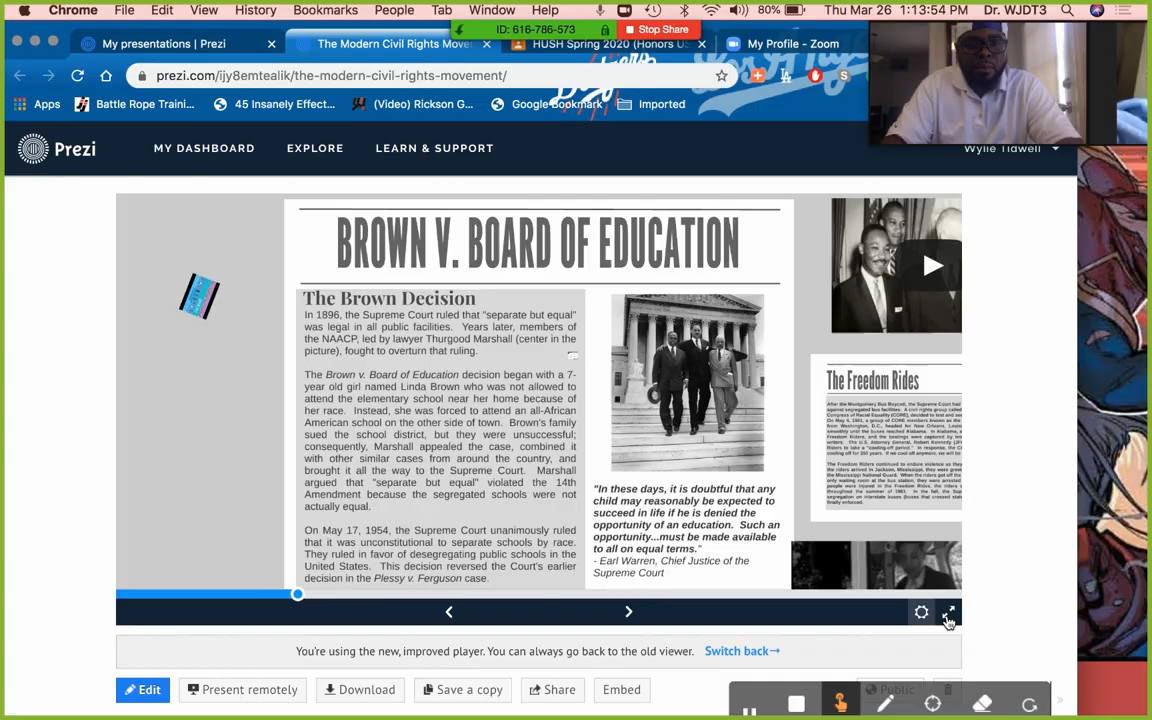 Chrome File Edit View History Bookmarks People Tab Window Help 80% Thu Mar 26 1:13:54 PM Dr. WJDT3
ID: 616-786-573 Stop Share
My presentations | Prezi The Modern Civil Rights Move HUSH Spring 2020 (Honors US My Profile - Zoom
prezi.com/ijy8emtealik/the-modern-civil-rights-movement/
Apps Battle Rope Traini... 45 Insanely Effect... (Video) Rickson G... Google Bookmark Imported
Prezi MY DASHBOARD EXPLORE LEARN & SUPPORT Wylie Tidwell
BROWN V. BOARD OF EDUCATION
The Brown Decision
In 1896, the Supreme Court ruled that "separate but equal"
was legal in all public facilities. Years later, members of
the NAACP, led by lawyer Thurgood Marshall (center in the
picture), fought to overturn that ruling.
The Brown v. Board of Education decision began with a 7-
year old girl named Linda Brown who was not allowed to
attend the elementary school near her home because of
her race. Instead, she was forced to attend an all-African
American school on the other side of town. Brown's family
sued the school district, but they were unsuccessful;
consequently, Marshall appealed the case, combined it
with other similar cases from around the country, and
brought it all the way to the Supreme Court. Marshall
argued that "separate but equal" violated the 14th
Amendment because the segregated schools were not
actually equal.
On May 17, 1954, the Supreme Court unanimously ruled
that it was unconstitutional to separate schools by race.
They ruled in favor of desegregating public schools in the
United States. This decision reversed the Court's earlier
decision in the Plessy v. Ferguson case.
"In these days, it is doubtful that any
child may reasonably be expected to
succeed in life if he is denied the
opportunity of an education. Such an
opportunity...must be made available
to all on equal terms."
- Earl Warren, Chief Justice of the
Supreme Court
The Freedom Rides
You're using the new, improved player. You can always go back to the old viewer. Switch back→
Edit Present remotely Download Save a copy Share Embed Public